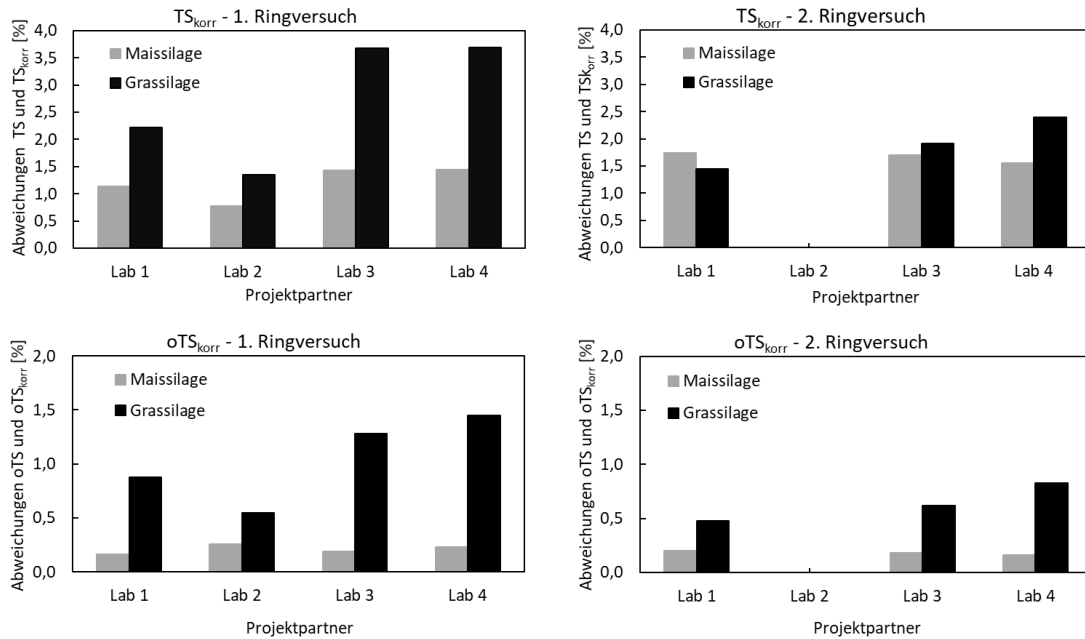 TSkorr - 1. Ringversuch
Abweichungen TS und TSkorr [%]
4,0
3,5
3,0
2,5
2,0
1,5
1,0
0,5
0,0
Maissilage
Grassilage
Lab 1 Lab 2 Lab 3 Lab 4
Projektpartner
TSkorr - 2. Ringversuch
Abweichungen TS und TSkorr [%]
4,0
3,5
3,0
2,5
2,0
1,5
1,0
0,5
0,0
Maissilage
Grassilage
Lab 1 Lab 2 Lab 3 Lab 4
Projektpartner
oTSkorr - 1. Ringversuch
Abweichungen oTS und oTSkorr [%]
2,0
1,5
1,0
0,5
0,0
Maissilage
Grassilage
Lab 1 Lab 2 Lab 3 Lab 4
Projektpartner
oTSkorr - 2. Ringversuch
Abweichungen oTS und oTSkorr [%]
2,0
1,5
1,0
0,5
0,0
Maissilage
Grassilage
Lab 1 Lab 2 Lab 3 Lab 4
Projektpartner